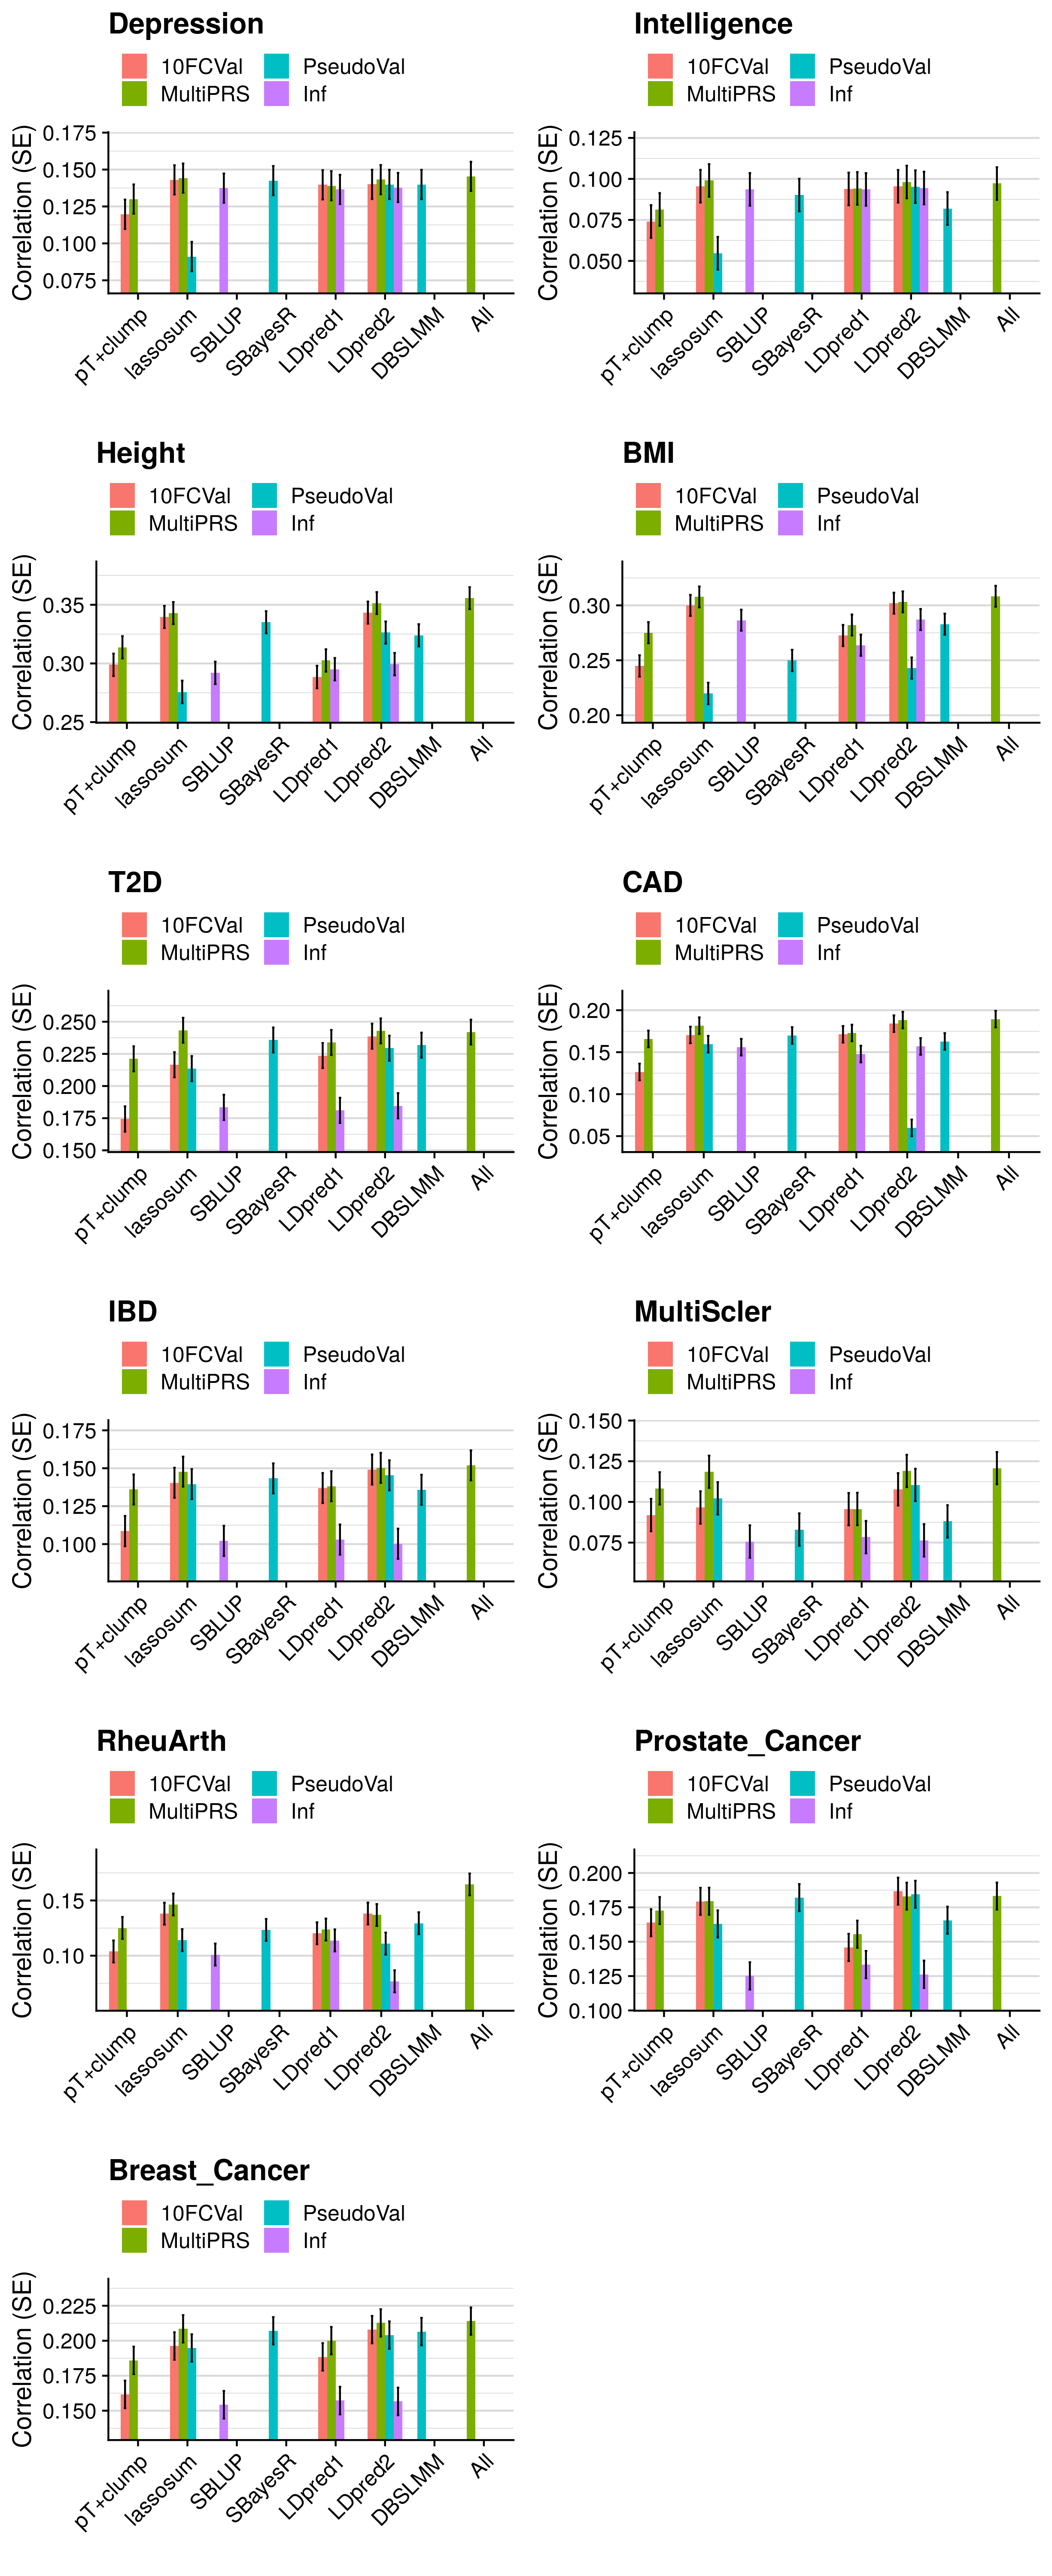 Depression
10FCVal PseudoVal
MultiPRS Inf
Correlation (SE)
0.175
0.150
0.125
0.100
0.075
pT+clump lassosum SBLUP SBayesR LDpred1 LDpred2 DBSLMM All
Intelligence
10FCVal PseudoVal
MultiPRS Inf
Correlation (SE)
0.125
0.100
0.075
0.050
pT+clump lassosum SBLUP SBayesR LDpred1 LDpred2 DBSLMM All
Height
10FCVal PseudoVal
MultiPRS Inf
Correlation (SE)
0.35
0.30
0.25
pT+clump lassosum SBLUP SBayesR LDpred1 LDpred2 DBSLMM All
BMI
10FCVal PseudoVal
MultiPRS Inf
Correlation (SE)
0.30
0.25
0.20
pT+clump lassosum SBLUP SBayesR LDpred1 LDpred2 DBSLMM All
T2D
10FCVal PseudoVal
MultiPRS Inf
Correlation (SE)
0.250
0.225
0.200
0.175
0.150
pT+clump lassosum SBLUP SBayesR LDpred1 LDpred2 DBSLMM All
CAD
10FCVal PseudoVal
MultiPRS Inf
Correlation (SE)
0.20
0.15
0.10
0.05
pT+clump lassosum SBLUP SBayesR LDpred1 LDpred2 DBSLMM All
IBD
10FCVal PseudoVal
MultiPRS Inf
Correlation (SE)
0.175
0.150
0.125
0.100
pT+clump lassosum SBLUP SBayesR LDpred1 LDpred2 DBSLMM All
MultiScler
10FCVal PseudoVal
MultiPRS Inf
Correlation (SE)
0.150
0.125
0.100
0.075
pT+clump lassosum SBLUP SBayesR LDpred1 LDpred2 DBSLMM All
RheuArth
10FCVal PseudoVal
MultiPRS Inf
Correlation (SE)
0.15
0.10
pT+clump lassosum SBLUP SBayesR LDpred1 LDpred2 DBSLMM All
Prostate_Cancer
10FCVal PseudoVal
MultiPRS Inf
Correlation (SE)
0.200
0.175
0.150
0.125
0.100
pT+clump lassosum SBLUP SBayesR LDpred1 LDpred2 DBSLMM All
Breast_Cancer
10FCVal PseudoVal
MultiPRS Inf
Correlation (SE)
0.225
0.200
0.175
0.150
pT+clump lassosum SBLUP SBayesR LDpred1 LDpred2 DBSLMM All